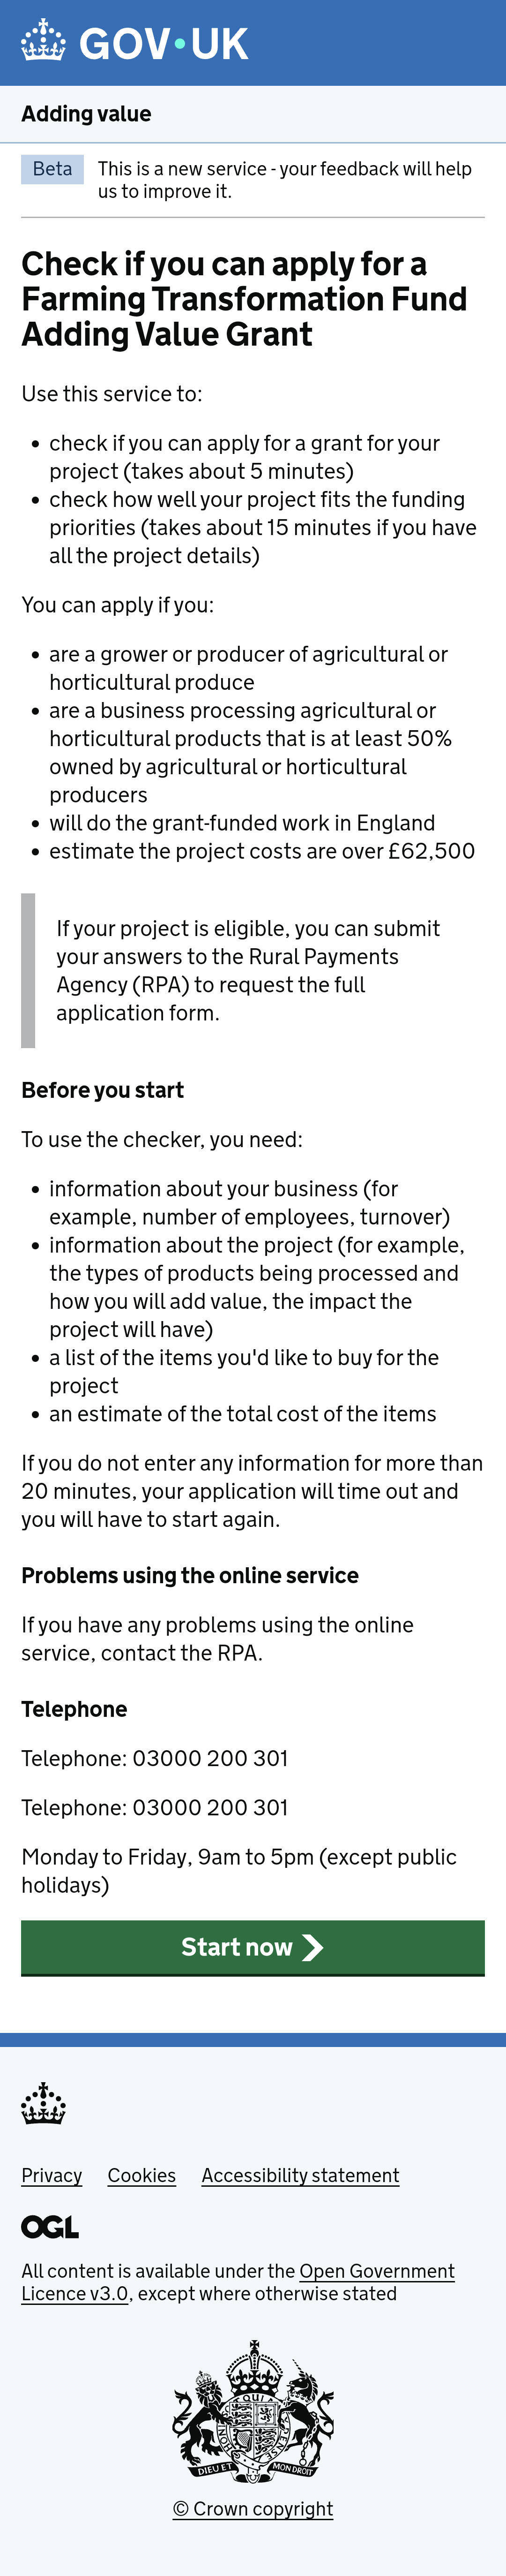 GOV·UK
Adding value
Beta
This is a new service - your feedback will help
us to improve it.
Check if you can apply for a
Farming Transformation Fund
Adding Value Grant
Use this service to:
• check if you can apply for a grant for your
project (takes about 5 minutes)
• check how well your project fits the funding
priorities (takes about 15 minutes if you have
all the project details)
You can apply if you:
• are a grower or producer of agricultural or
horticultural produce
• are a business processing agricultural or
horticultural products that is at least 50%
owned by agricultural or horticultural
producers
• will do the grant-funded work in England
• estimate the project costs are over £62,500
If your project is eligible, you can submit
your answers to the Rural Payments
Agency (RPA) to request the full
application form.
Before you start
To use the checker, you need:
• information about your business (for
example, number of employees, turnover)
• information about the project (for example,
the types of products being processed and
how you will add value, the impact the
project will have)
• a list of the items you'd like to buy for the
project
• an estimate of the total cost of the items
If you do not enter any information for more than
20 minutes, your application will time out and
you will have to start again.
Problems using the online service
If you have any problems using the online
service, contact the RPA.
Telephone
Telephone: 03000 200 301
Telephone: 03000 200 301
Monday to Friday, 9am to 5pm (except public
holidays)
Start now
Privacy Cookies Accessibility statement
OGL
All content is available under the Open Government
Licence v3.0, except where otherwise stated
DIEU ET MON DROIT
© Crown copyright